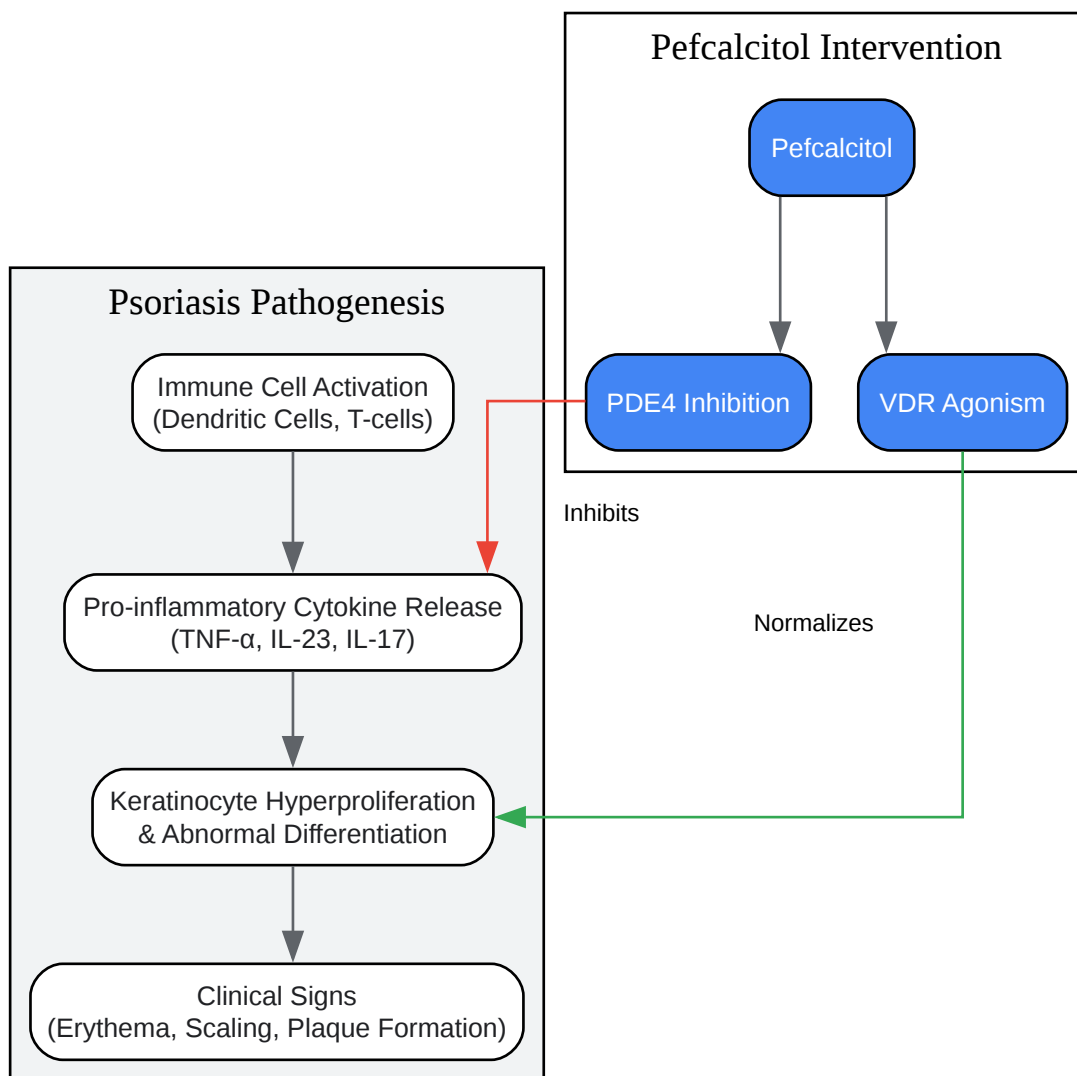 Pefcalcitol Intervention
Pefcalcitol
PDE4 Inhibition
VDR Agonism
Psoriasis Pathogenesis
Immune Cell Activation
(Dendritic Cells, T-cells)
Inhibits
Pro-inflammatory Cytokine Release
(TNF-α, IL-23, IL-17)
Normalizes
Keratinocyte Hyperproliferation
& Abnormal Differentiation
Clinical Signs
(Erythema, Scaling, Plaque Formation)